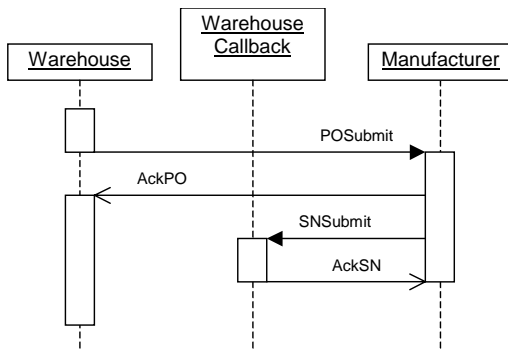 Warehouse
Warehouse
Callback
Manufacturer
POSubmit
AckPO
SNSubmit
AckSN